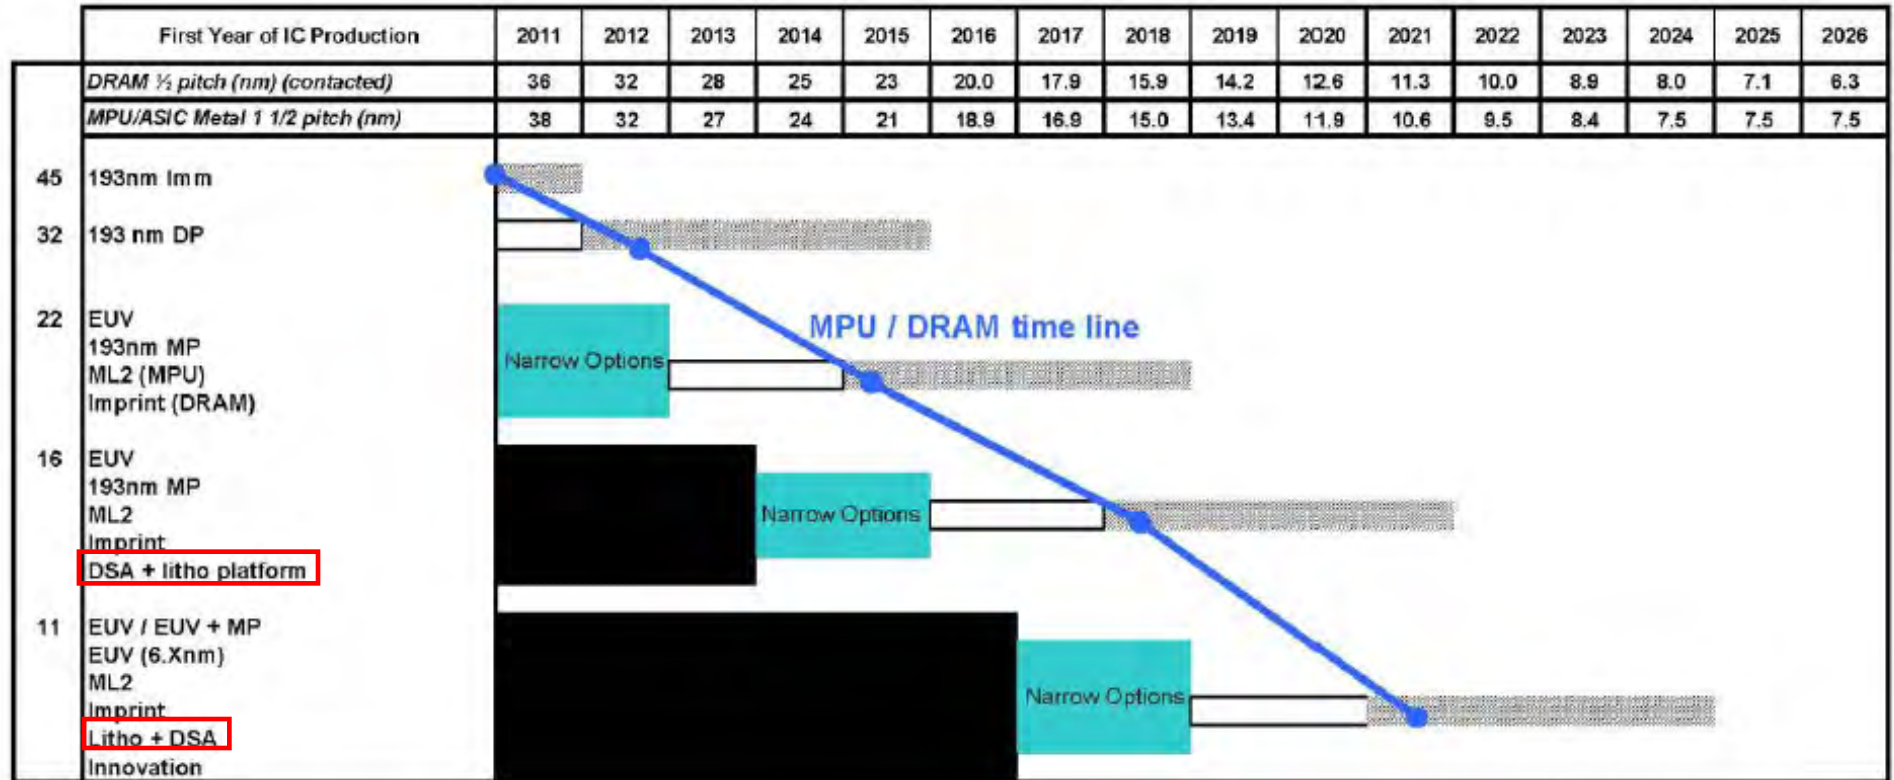 First Year of IC Production 2011 2012 2013 2014 2015 2016 2017 2018 2019 2020 2021 2022 2023 2024 2025 2026
DRAM ½ pitch (nm) (contacted) 36 32 28 25 23 20.0 17.9 15.9 14.2 12.6 11.3 10.0 8.9 8.0 7.1 6.3
MPU/ASIC Metal 1 1/2 pitch (nm) 38 32 27 24 21 18.9 16.9 15.0 13.4 11.9 10.6 9.5 8.4 7.5 7.5 7.5
45 193nm Imm
32 193 nm DP
22 EUV
193nm MP
ML2 (MPU)
Imprint (DRAM)
Narrow Options
MPU / DRAM time line
16 EUV
193nm MP
ML2
Imprint
DSA + litho platform
Narrow Options
11 EUV / EUV + MP
EUV (6.Xnm)
ML2
Imprint
Litho + DSA
Innovation
Narrow Options